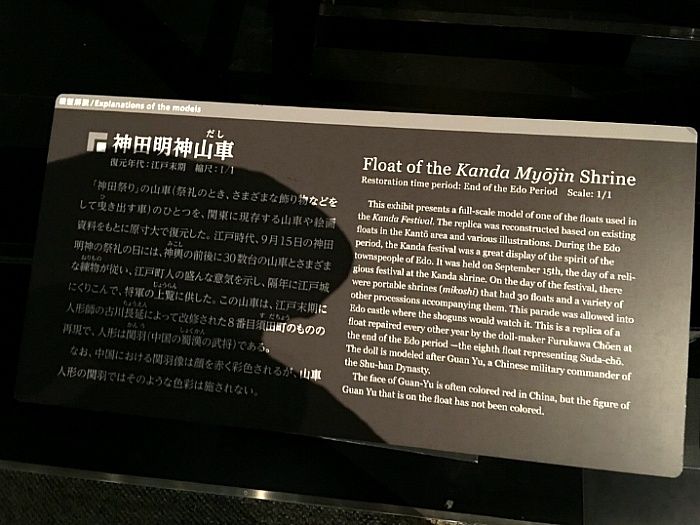 模型解説/Explanations of the models
だし
神田明神山車
復元年代：江戸末期　縮尺：1/1
「神田祭り」の山車(祭礼のとき、さまざまな飾り物などを
して曳き出す車)のひとつを、関東に現存する山車や絵画
資料をもとに原寸大で復元した。江戸時代、9月15日の神田
明神の祭礼の日には、神輿の前後に30数台の山車とさまざま
な練物が従い、江戸町人の盛んな意気を示し、隔年に江戸城
にくりこんで、将軍の上覧に供した。この山車は、江戸末期に
人形師の古川長延によって改修された8番目須田町のものの
再現で、人形は関羽(中国の蜀漢の武将)である。
なお、中国における関羽像は顔を赤く彩色されるが、山車
人形の関羽ではそのような色彩は施されない。
Float of the Kanda Myōjin Shrine
Restoration time period: End of the Edo Period　Scale: 1/1
This exhibit presents a full-scale model of one of the floats used in
the Kanda Festival. The replica was reconstructed based on existing
floats in the Kantō area and various illustrations. During the Edo
period, the Kanda festival was a great display of the spirit of the
townspeople of Edo. It was held on September 15th, the day of a reli-
gious festival at the Kanda shrine. On the day of the festival, there
were portable shrines (mikoshi) that had 30 floats and a variety of
other processions accompanying them. This parade was allowed into
Edo castle where the shoguns would watch it. This is a replica of a
float repaired every other year by the doll-maker Furukawa Chōen at
the end of the Edo period —the eighth float representing Suda-chō.
The doll is modeled after Guan Yu, a Chinese military commander of
the Shu-han Dynasty.
The face of Guan-Yu is often colored red in China, but the figure of
Guan Yu that is on the float has not been colored.